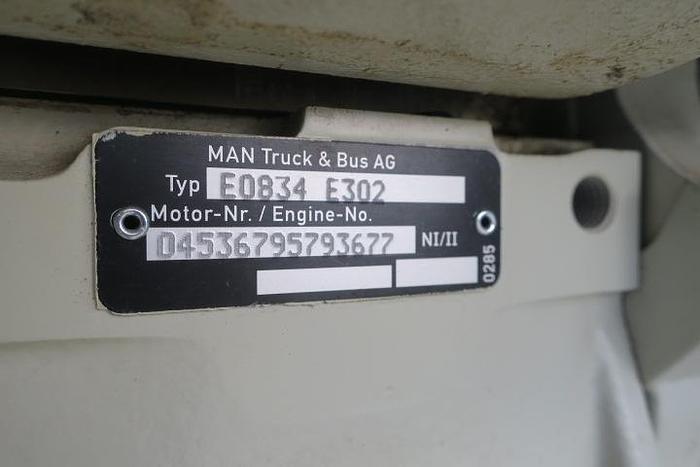 MAN Truck & Bus AG
Typ E0834 E302
Motor-Nr. / Engine-No.
04536795793677 NI/II
0285